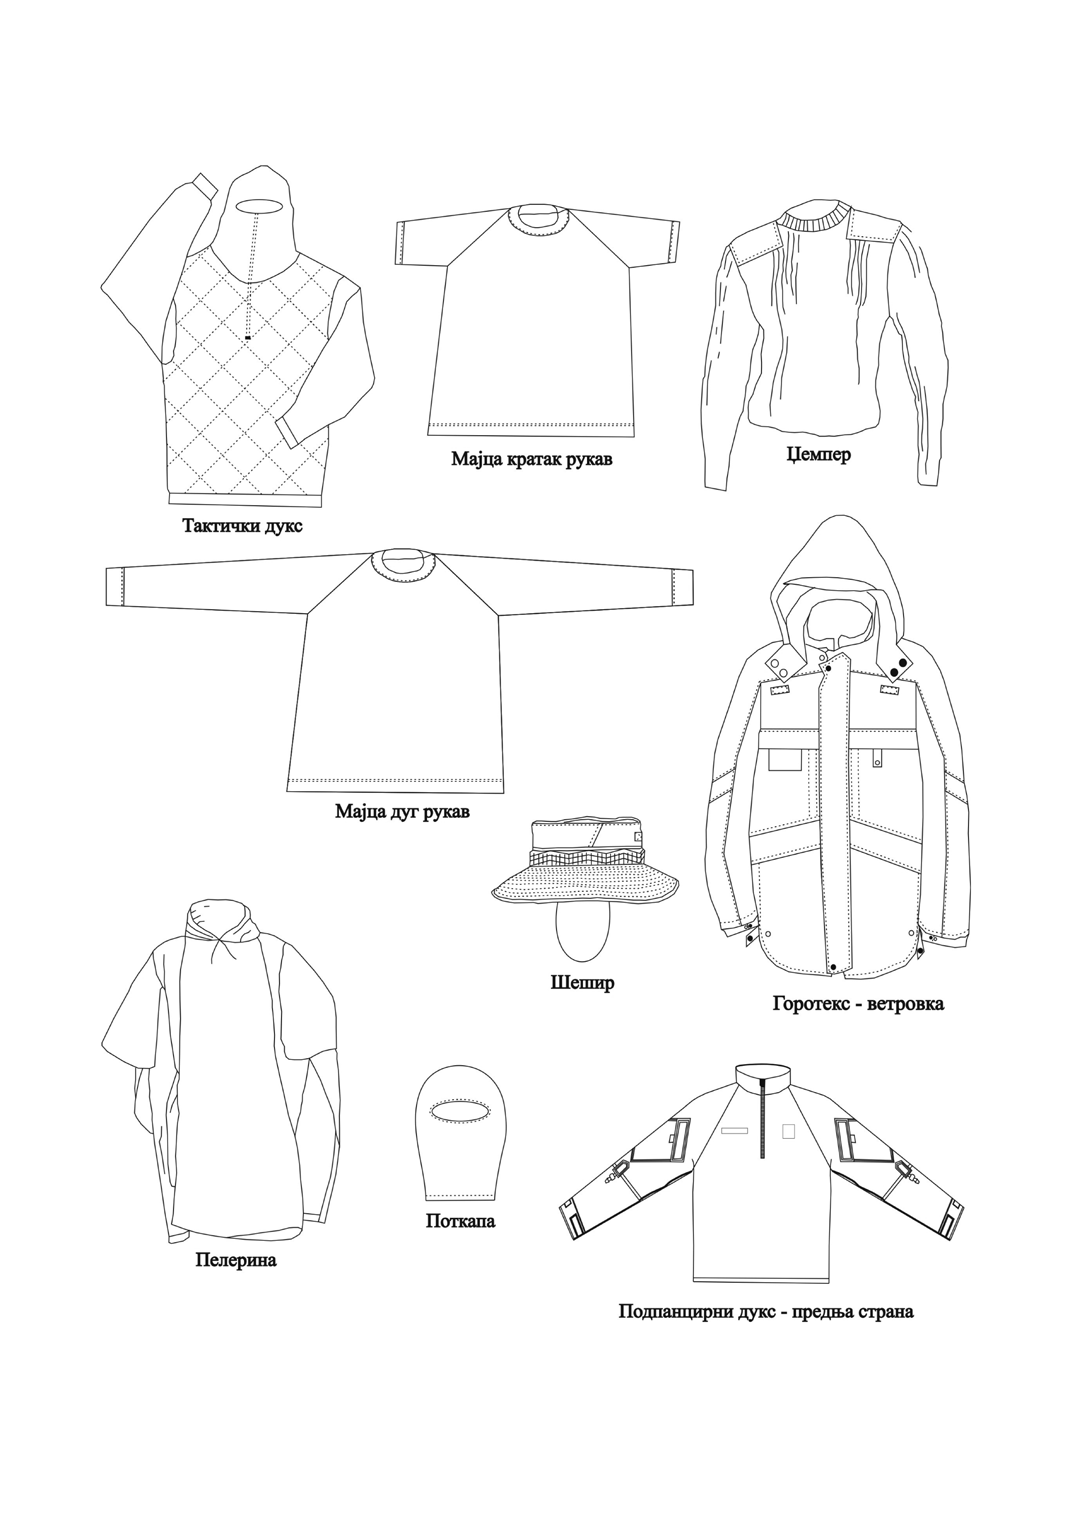 Мајца кратак рукав
Џемпер
Тактички дукс
Мајца дуг рукав
Шешир
Горотекс - ветровка
Поткапа
Пелерина
Подпанцирни дукс - предња страна